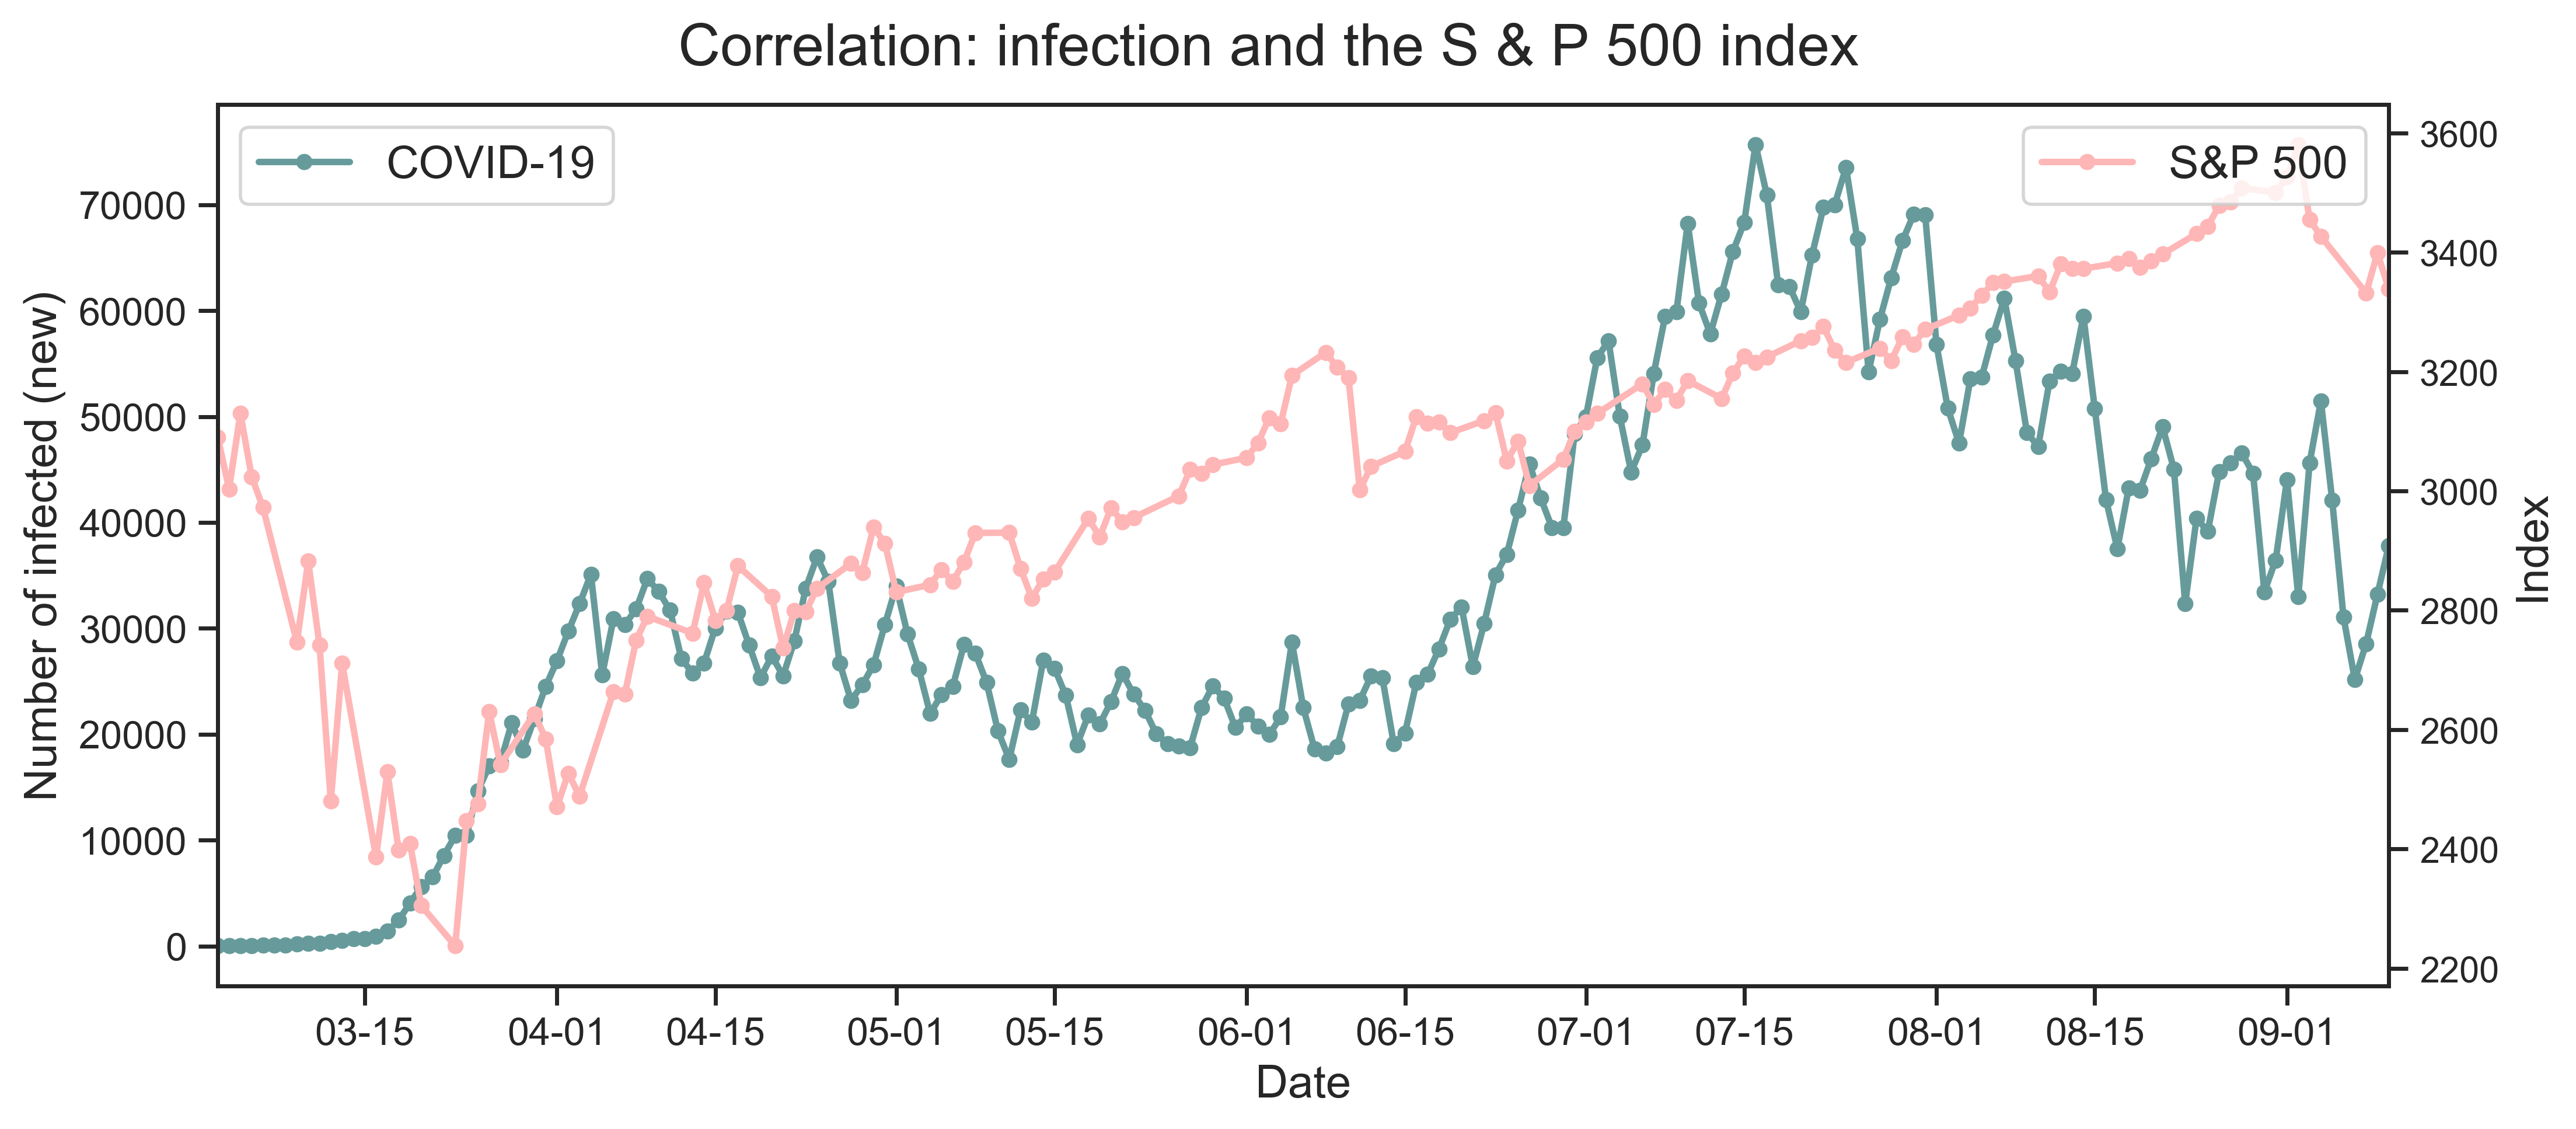 Correlation: infection and the S & P 500 index
COVID-19
S&P 500
Number of infected (new)
70000
60000
50000
40000
30000
20000
10000
0
3600
3400
3200
3000
2800
2600
2400
2200
Index
03-15 04-01 04-15 05-01 05-15 06-01 06-15 07-01 07-15 08-01 08-15 09-01
Date